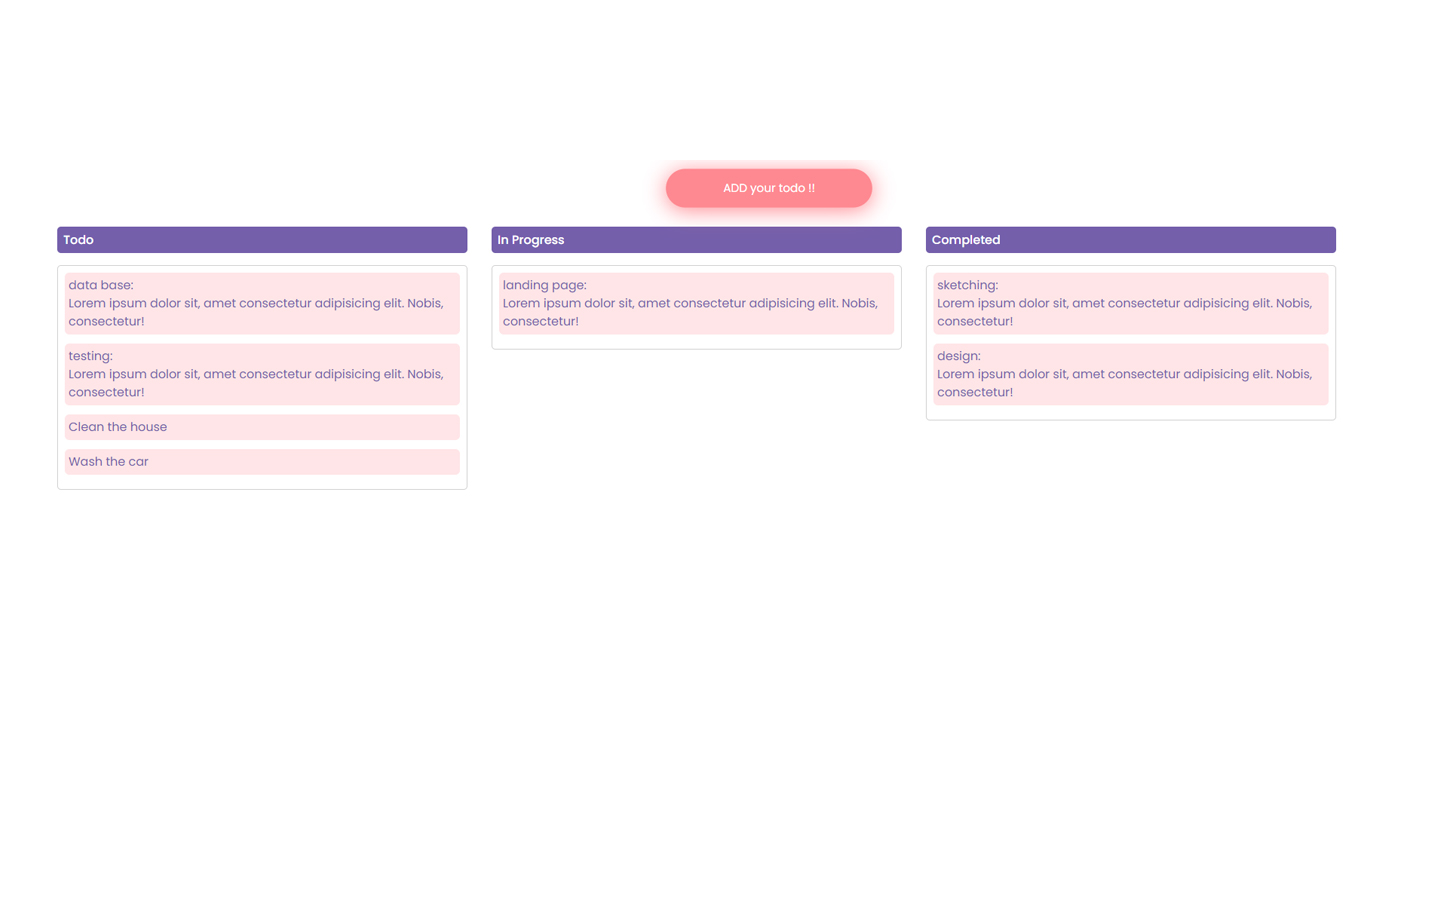 ADD your todo !!
Todo
data base:
Lorem ipsum dolor sit, amet consectetur adipisicing elit. Nobis,
consectetur!
testing:
Lorem ipsum dolor sit, amet consectetur adipisicing elit. Nobis,
consectetur!
Clean the house
Wash the car
In Progress
landing page:
Lorem ipsum dolor sit, amet consectetur adipisicing elit. Nobis,
consectetur!
Completed
sketching:
Lorem ipsum dolor sit, amet consectetur adipisicing elit. Nobis,
consectetur!
design:
Lorem ipsum dolor sit, amet consectetur adipisicing elit. Nobis,
consectetur!